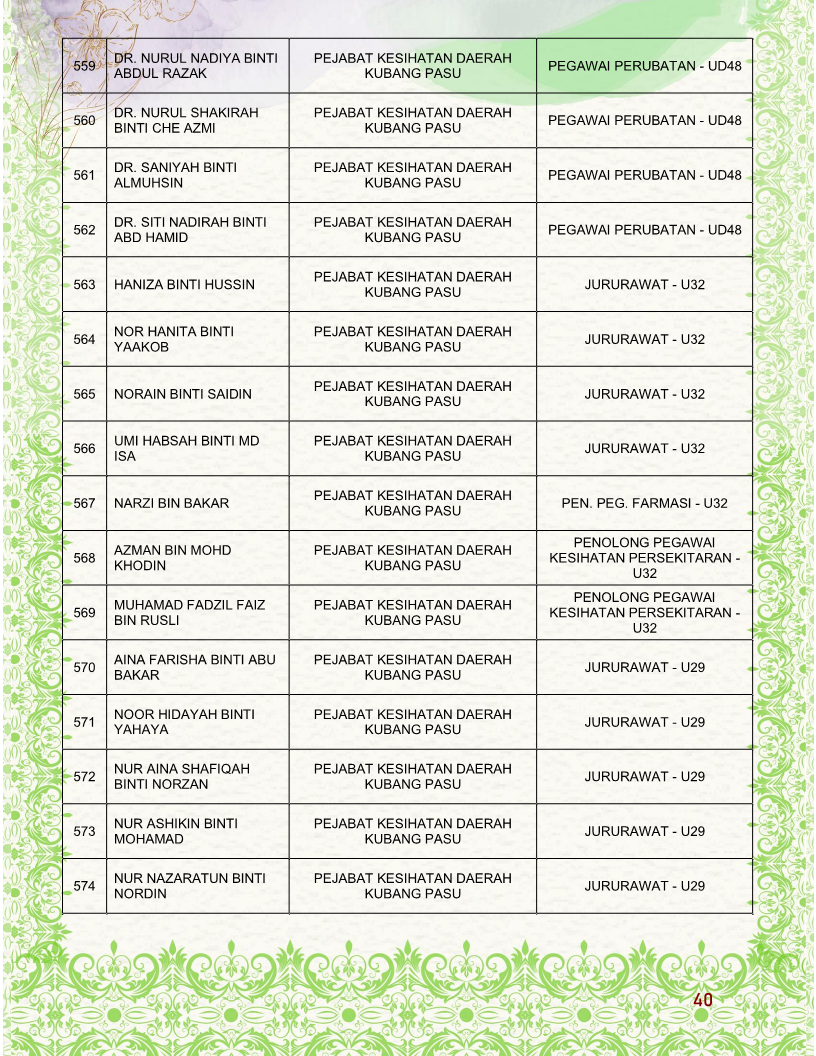 559 DR. NURUL NADIYA BINTI PEJABAT KESIHATAN DAERAH PEGAWAI PERUBATAN - UD48
ABDUL RAZAK KUBANG PASU
560 DR. NURUL SHAKIRAH PEJABAT KESIHATAN DAERAH PEGAWAI PERUBATAN - UD48
BINTI CHE AZMI KUBANG PASU
561 DR. SANIYAH BINTI PEJABAT KESIHATAN DAERAH PEGAWAI PERUBATAN - UD48
ALMUHSIN KUBANG PASU
562 DR. SITI NADIRAH BINTI PEJABAT KESIHATAN DAERAH PEGAWAI PERUBATAN - UD48
ABD HAMID KUBANG PASU
563 HANIZA BINTI HUSSIN PEJABAT KESIHATAN DAERAH JURURAWAT - U32
KUBANG PASU
564 NOR HANITA BINTI PEJABAT KESIHATAN DAERAH JURURAWAT - U32
YAAKOB KUBANG PASU
565 NORAIN BINTI SAIDIN PEJABAT KESIHATAN DAERAH JURURAWAT - U32
KUBANG PASU
566 UMI HABSAH BINTI MD PEJABAT KESIHATAN DAERAH JURURAWAT - U32
ISA KUBANG PASU
567 NARZI BIN BAKAR PEJABAT KESIHATAN DAERAH PEN. PEG. FARMASI - U32
KUBANG PASU
568 AZMAN BIN MOHD PEJABAT KESIHATAN DAERAH PENOLONG PEGAWAI
KHODIN KUBANG PASU KESIHATAN PERSEKITARAN -
U32
569 MUHAMAD FADZIL FAIZ PEJABAT KESIHATAN DAERAH PENOLONG PEGAWAI
BIN RUSLI KUBANG PASU KESIHATAN PERSEKITARAN -
U32
570 AINA FARISHA BINTI ABU PEJABAT KESIHATAN DAERAH JURURAWAT - U29
BAKAR KUBANG PASU
571 NOOR HIDAYAH BINTI PEJABAT KESIHATAN DAERAH JURURAWAT - U29
YAHAYA KUBANG PASU
572 NUR AINA SHAFIQAH PEJABAT KESIHATAN DAERAH JURURAWAT - U29
BINTI NORZAN KUBANG PASU
573 NUR ASHIKIN BINTI PEJABAT KESIHATAN DAERAH JURURAWAT - U29
MOHAMAD KUBANG PASU
574 NUR NAZARATUN BINTI PEJABAT KESIHATAN DAERAH JURURAWAT - U29
NORDIN KUBANG PASU
40